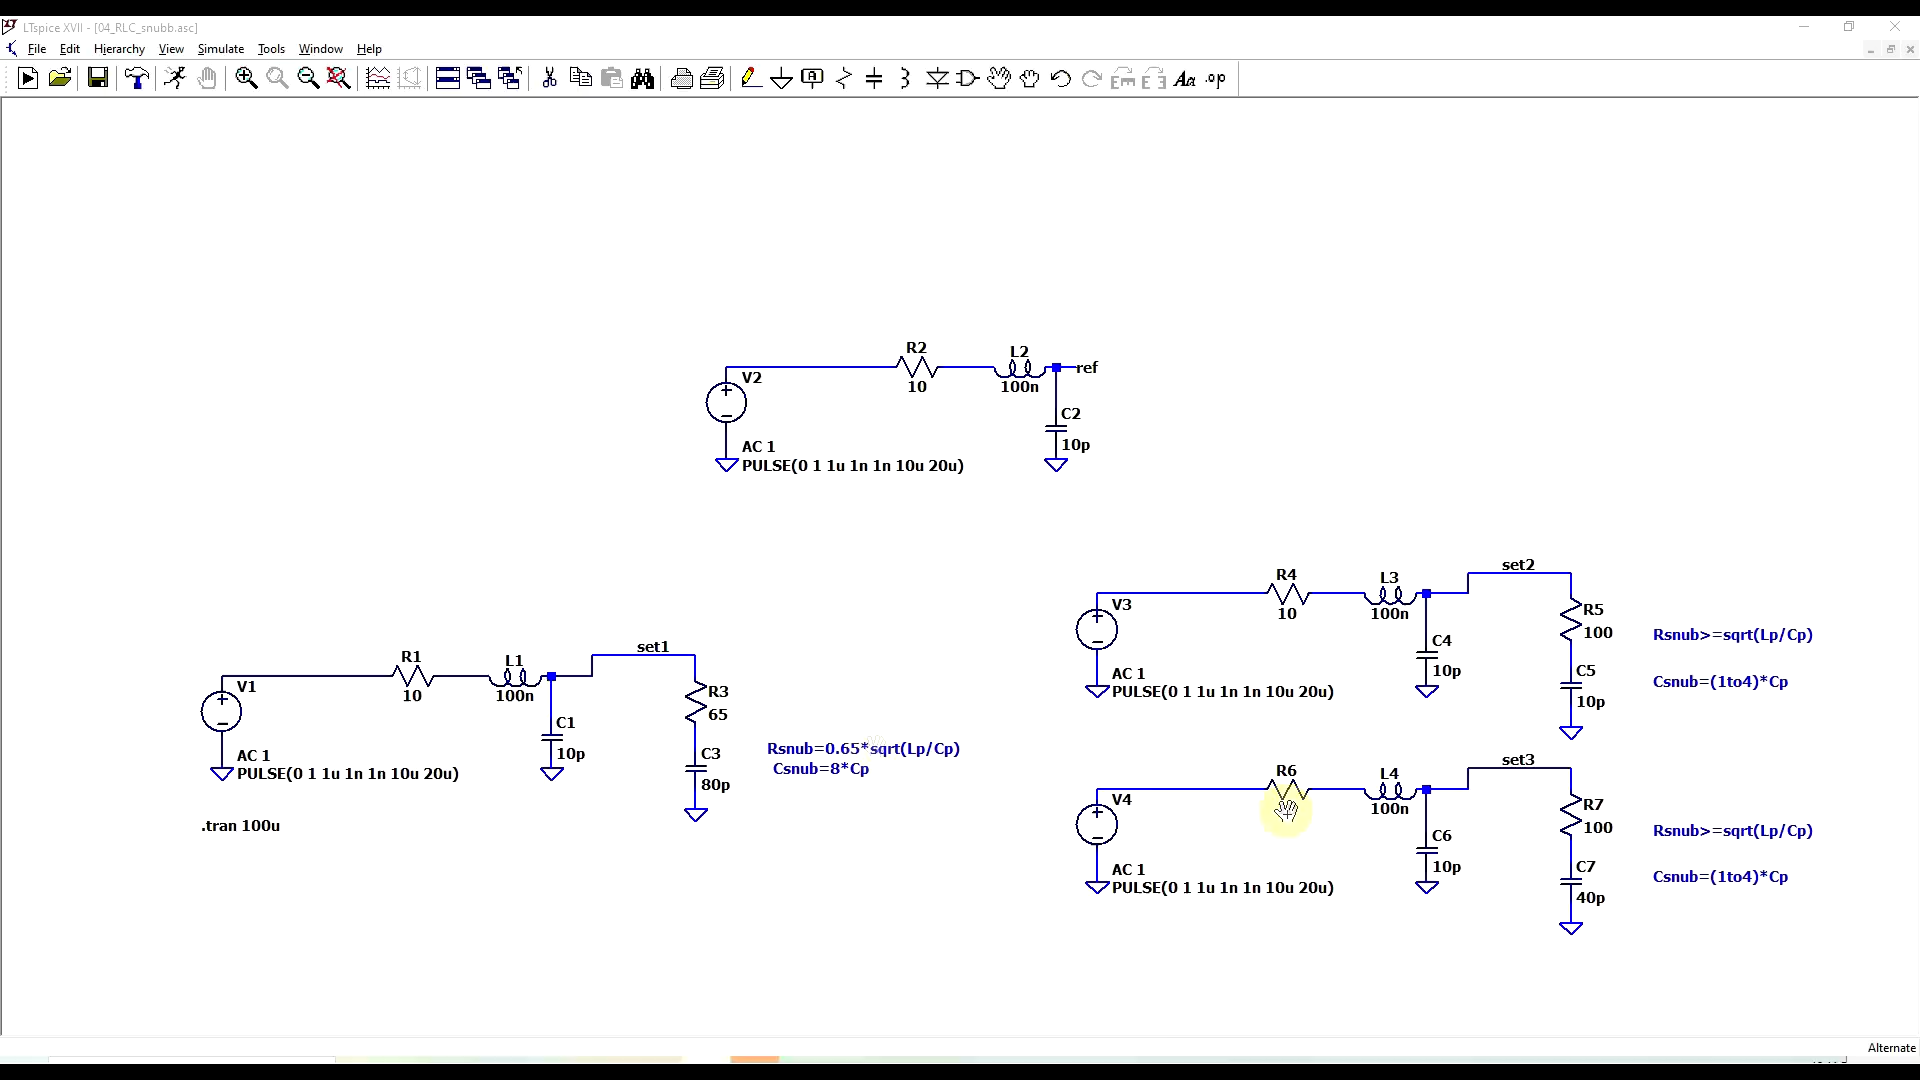 LTspice XVII - [04_RLC_snubb.asc]
File Edit Hierarchy View Simulate Tools Window Help
Aa .op
R2
10
L2
100n
ref
V2
C2
10p
AC 1
PULSE(0 1 1u 1n 1n 10u 20u)
R1
10
L1
100n
set1
V1
R3
65
C1
10p
C3
80p
AC 1
PULSE(0 1 1u 1n 1n 10u 20u)
Rsnub=0.65*sqrt(Lp/Cp)
Csnub=8*Cp
.tran 100u
R4
10
L3
100n
set2
V3
R5
100
C4
10p
C5
10p
AC 1
PULSE(0 1 1u 1n 1n 10u 20u)
Rsnub>=sqrt(Lp/Cp)
Csnub=(1to4)*Cp
R6
L4
100n
set3
V4
R7
100
C6
10p
C7
40p
AC 1
PULSE(0 1 1u 1n 1n 10u 20u)
Rsnub>=sqrt(Lp/Cp)
Csnub=(1to4)*Cp
Alternate